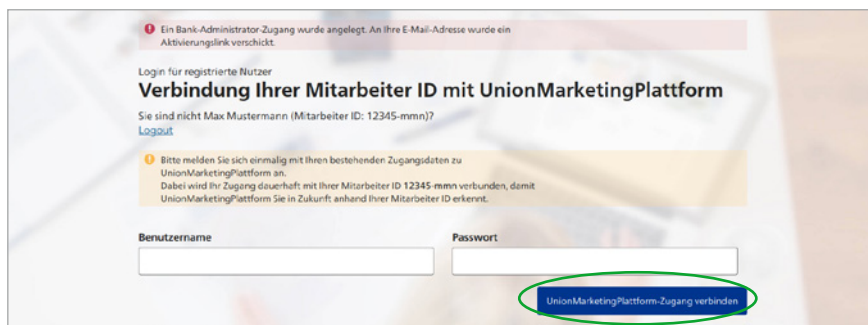 Ein Bank-Administrator-Zugang wurde angelegt. An Ihre E-Mail-Adresse wurde ein
Aktivierungslink verschickt.
Login für registrierte Nutzer
Verbindung Ihrer Mitarbeiter ID mit UnionMarketingPlattform
Sie sind nicht Max Mustermann (Mitarbeiter ID: 12345-mmn)?
Logout
Bitte melden Sie sich einmalig mit Ihren bestehenden Zugangsdaten zu
UnionMarketingPlattform an.
Dabei wird Ihr Zugang dauerhaft mit Ihrer Mitarbeiter ID 12345-mmn verbunden, damit
UnionMarketingPlattform Sie in Zukunft anhand Ihrer Mitarbeiter ID erkennt.
Benutzername Passwort
UnionMarketingPlattform-Zugang verbinden